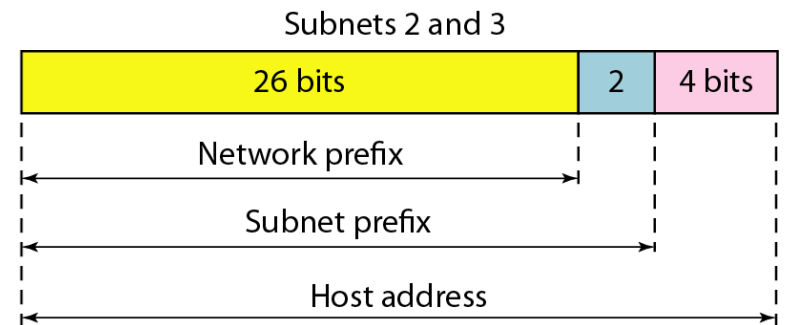 Subnets 2 and 3
26 bits 2 4 bits
Network prefix
Subnet prefix
Host address